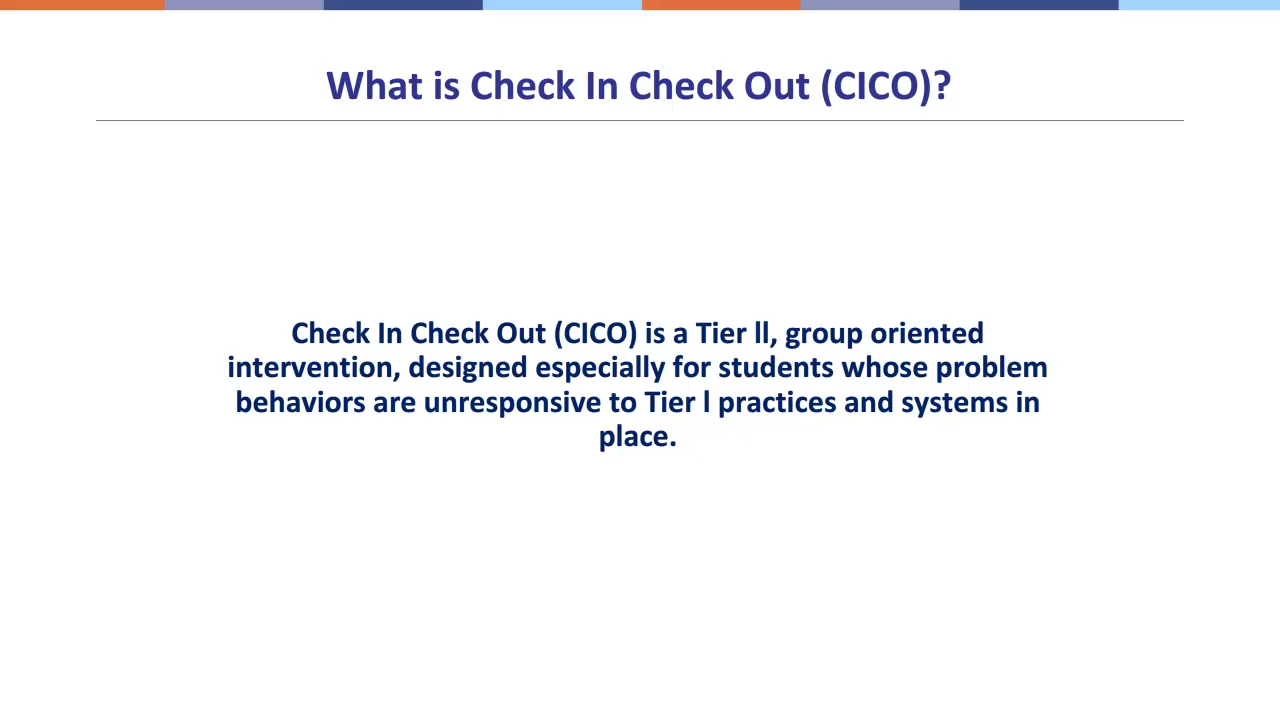 What is Check In Check Out (CICO)?
Check In Check Out (CICO) is a Tier ll, group oriented
intervention, designed especially for students whose problem
behaviors are unresponsive to Tier l practices and systems in
place.